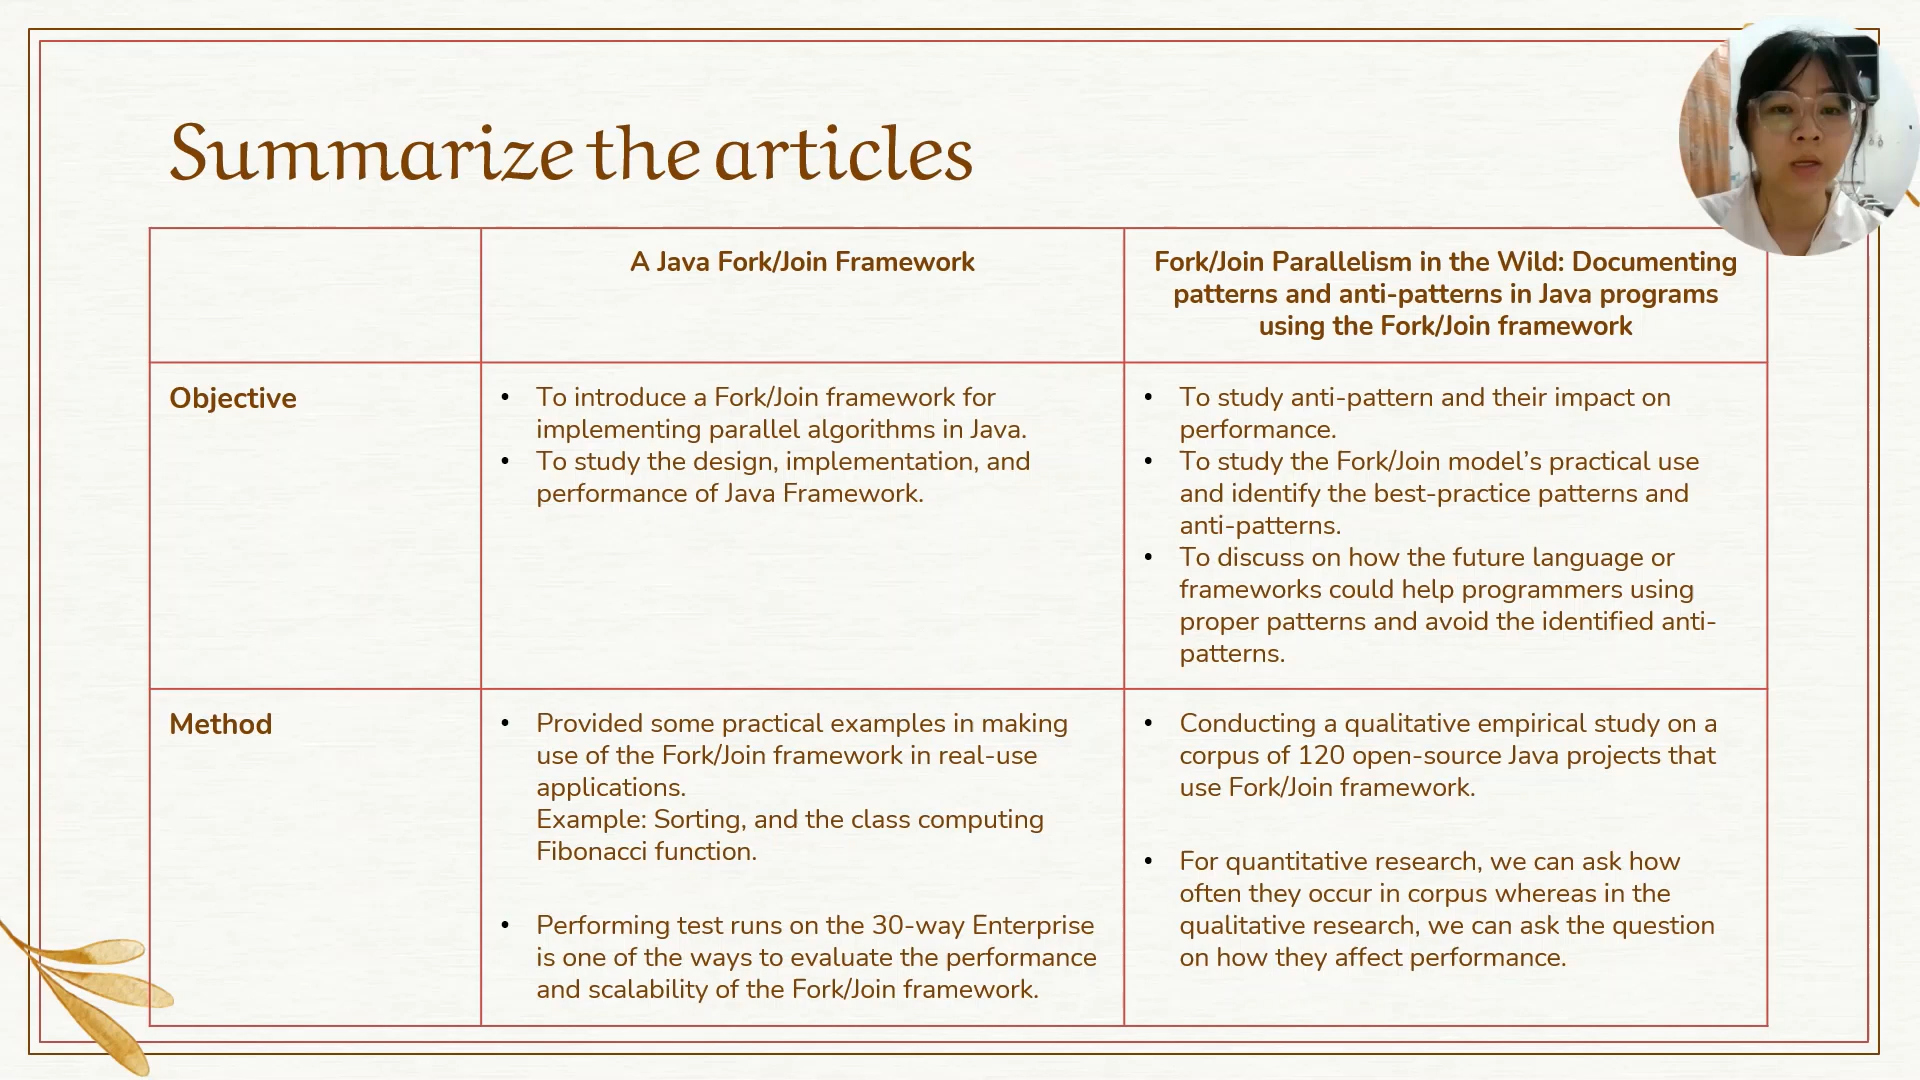 Summarize the articles
A Java Fork/Join Framework
Fork/Join Parallelism in the Wild: Documenting
patterns and anti-patterns in Java programs
using the Fork/Join framework
Objective
• To introduce a Fork/Join framework for
implementing parallel algorithms in Java.
• To study the design, implementation, and
performance of Java Framework.
• To study anti-pattern and their impact on
performance.
• To study the Fork/Join model’s practical use
and identify the best-practice patterns and
anti-patterns.
• To discuss on how the future language or
frameworks could help programmers using
proper patterns and avoid the identified anti-
patterns.
Method
• Provided some practical examples in making
use of the Fork/Join framework in real-use
applications.
Example: Sorting, and the class computing
Fibonacci function.
• Performing test runs on the 30-way Enterprise
is one of the ways to evaluate the performance
and scalability of the Fork/Join framework.
• Conducting a qualitative empirical study on a
corpus of 120 open-source Java projects that
use Fork/Join framework.
• For quantitative research, we can ask how
often they occur in corpus whereas in the
qualitative research, we can ask the question
on how they affect performance.